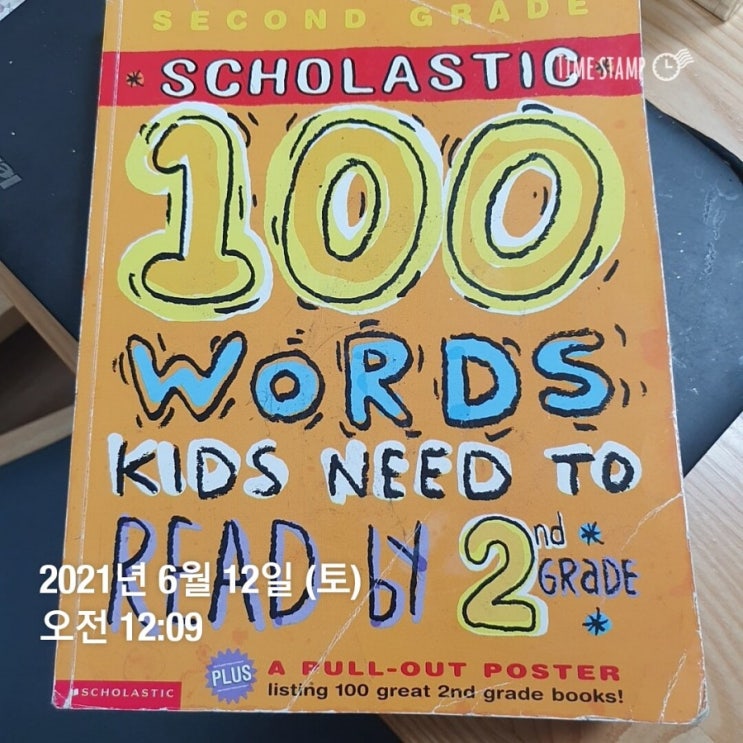 SECOND GRADE
* SCHOLASTIC *
TIME STAMP
100
WORDS
KIDS NEED TO
READ by 2nd GRaDE
2021년 6월 12일 (토)
오전 12:09
PLUS A PULL-OUT POSTER
listing 100 great 2nd grade books!
SCHOLASTIC